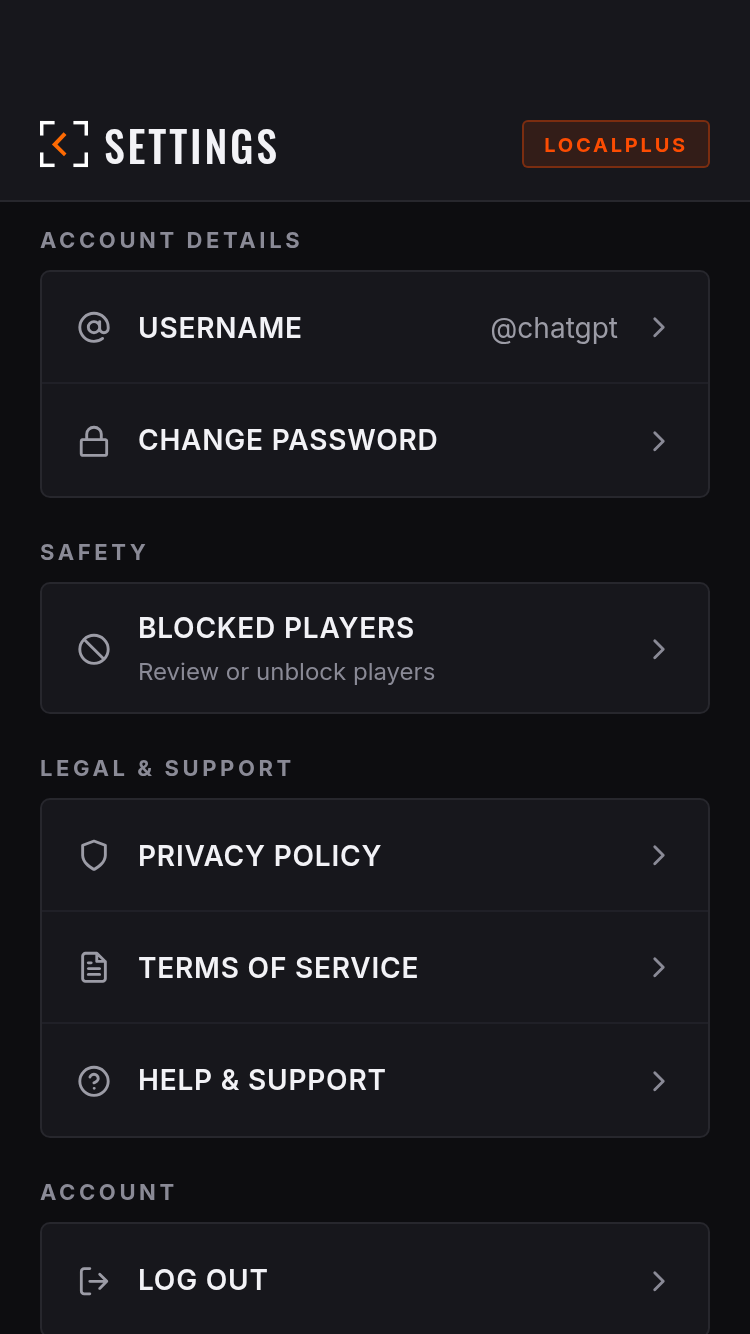 SETTINGS
LOCALPLUS
ACCOUNT DETAILS
USERNAME @chatgpt
CHANGE PASSWORD
SAFETY
BLOCKED PLAYERS
Review or unblock players
LEGAL & SUPPORT
PRIVACY POLICY
TERMS OF SERVICE
HELP & SUPPORT
ACCOUNT
LOG OUT